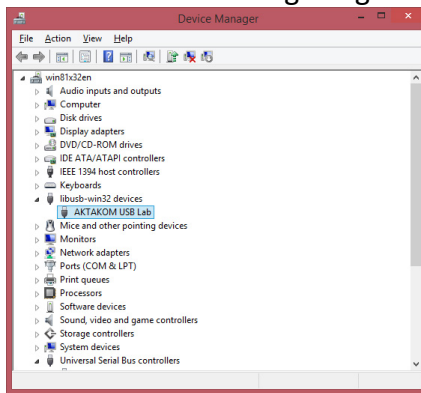 Device Manager
File Action View Help
win81x32en
Audio inputs and outputs
Computer
Disk drives
Display adapters
DVD/CD-ROM drives
IDE ATA/ATAPI controllers
IEEE 1394 host controllers
Keyboards
libusb-win32 devices
AKTAKOM USB Lab
Mice and other pointing devices
Monitors
Network adapters
Ports (COM & LPT)
Print queues
Processors
Software devices
Sound, video and game controllers
Storage controllers
System devices
Universal Serial Bus controllers